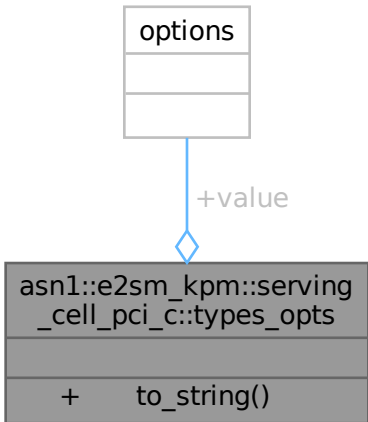 options
+value
asn1::e2sm_kpm::serving
_cell_pci_c::types_opts
+ to_string()